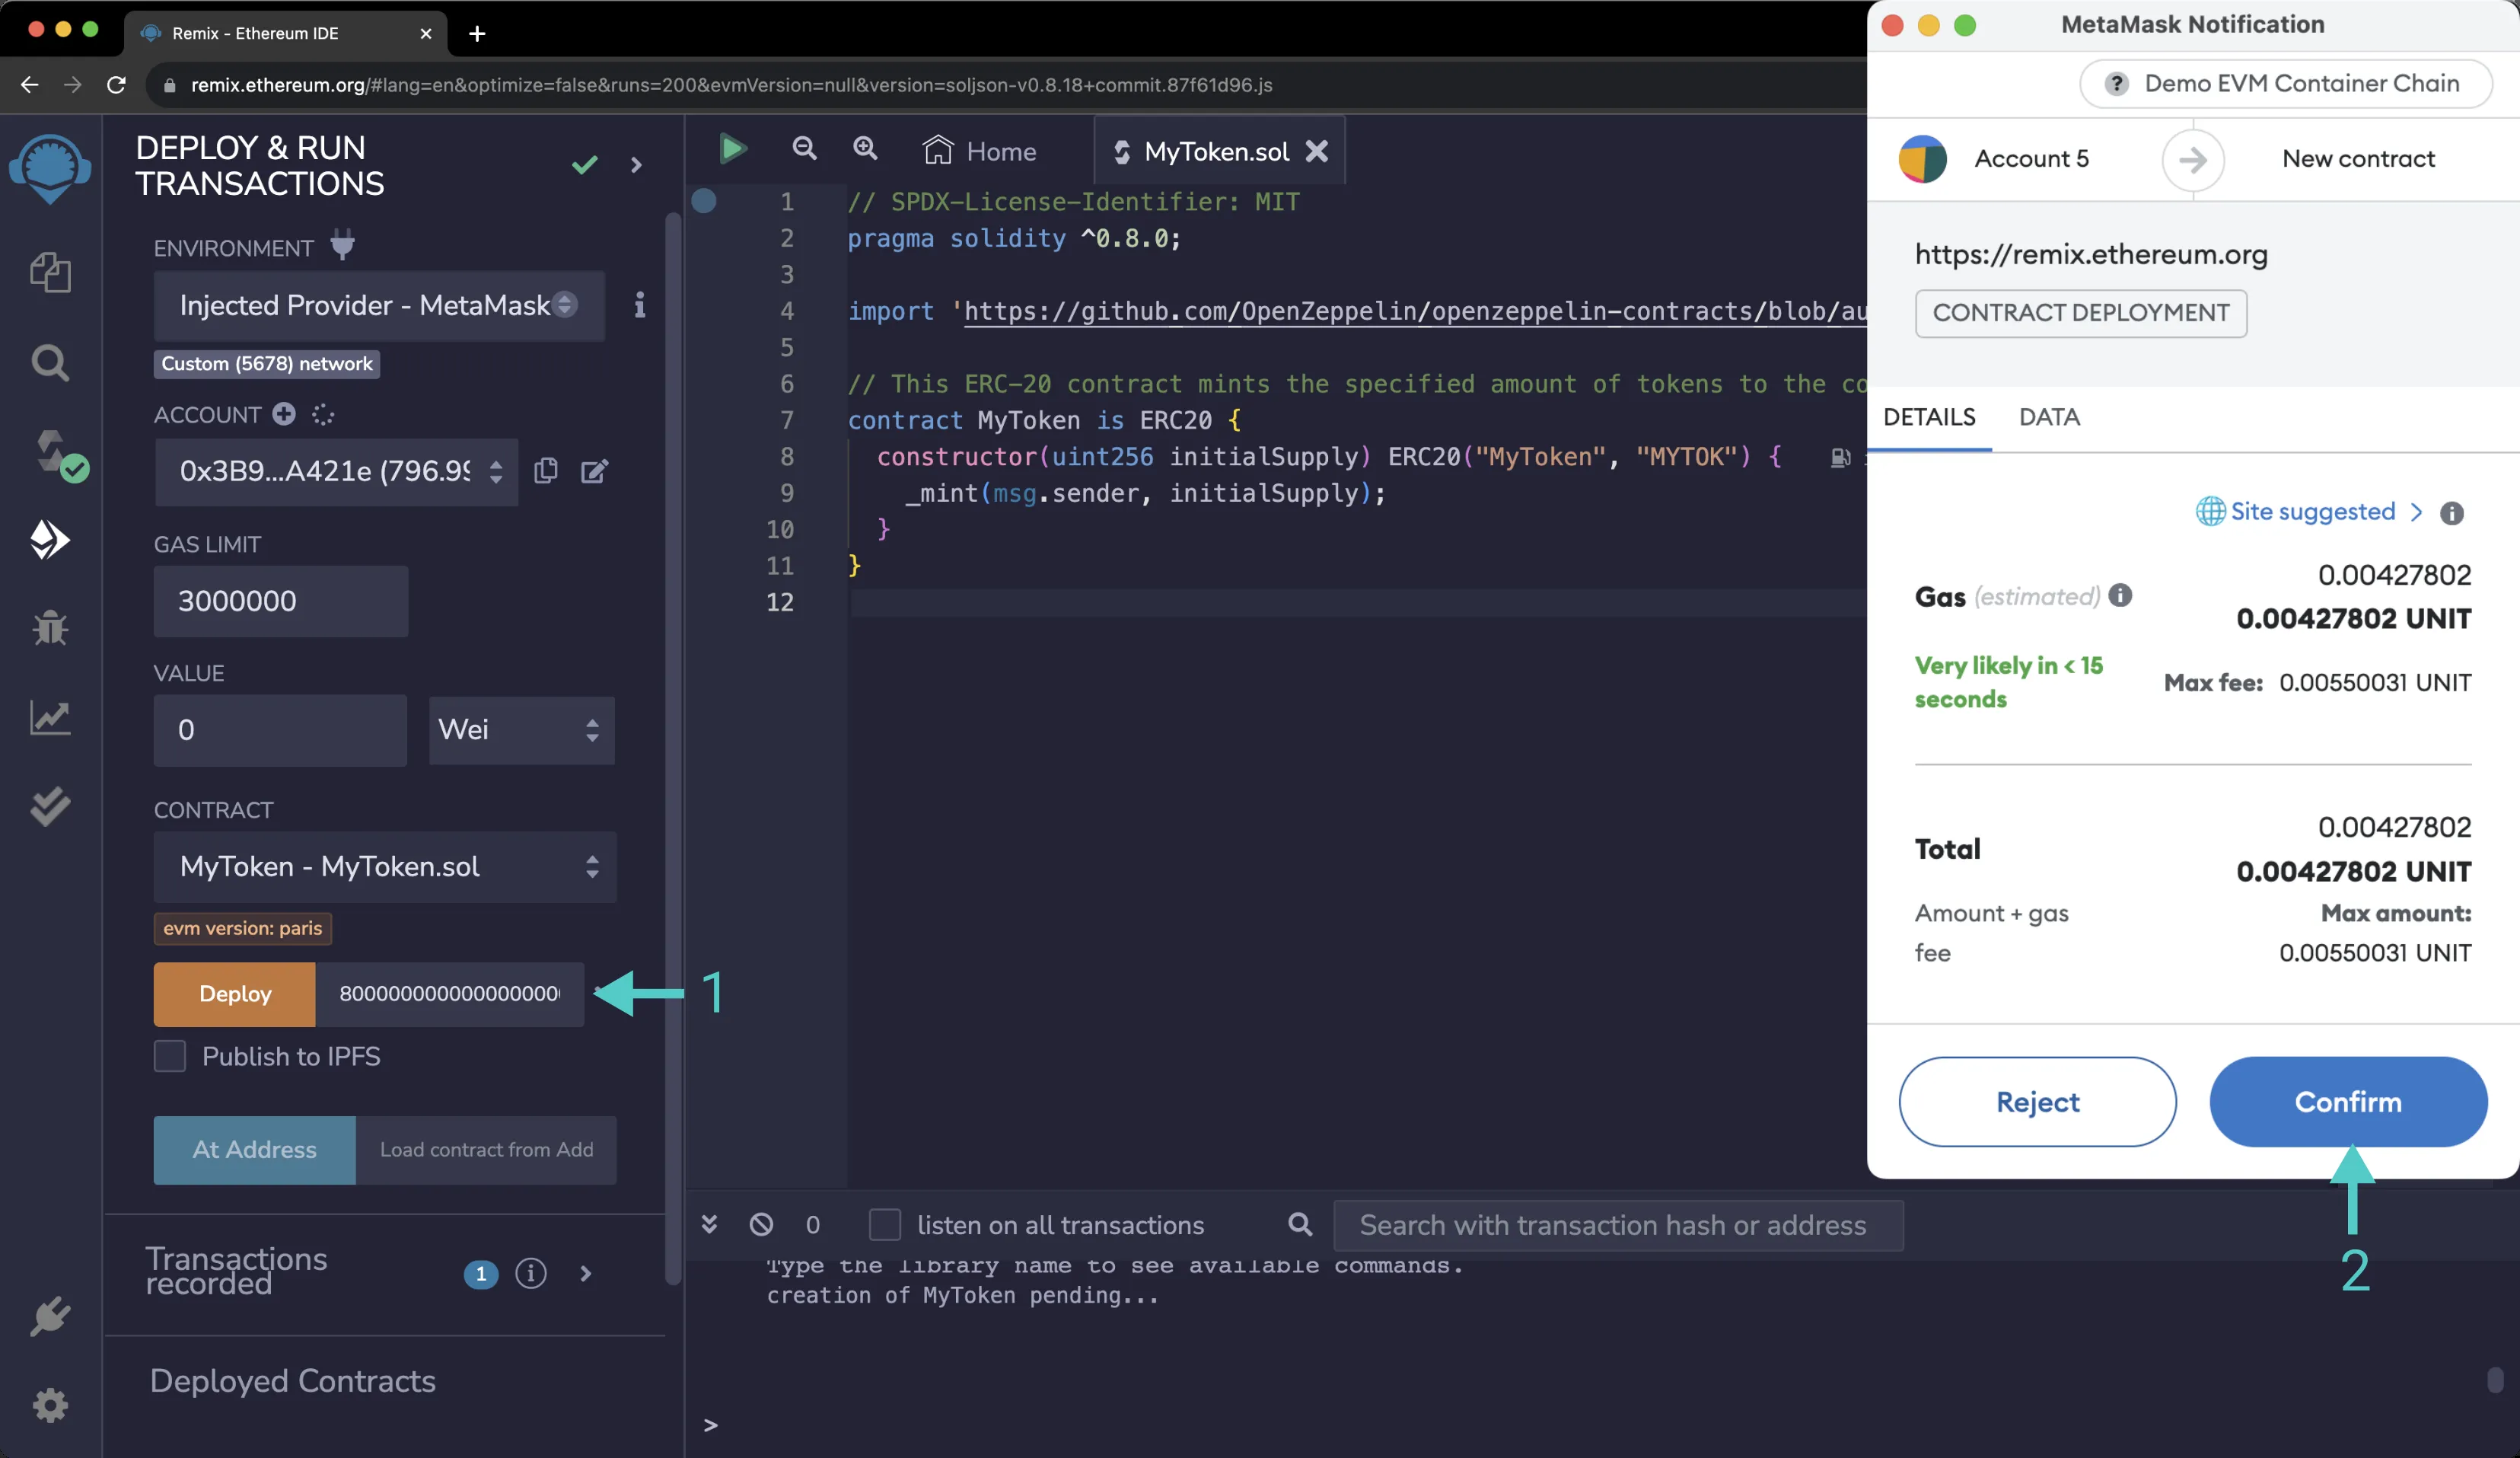 Remix - Ethereum IDE
remix.ethereum.org/#lang=en&optimize=false&runs=200&evmVersion=null&version=soljson-v0.8.18+commit.87f61d96.js
DEPLOY & RUN
TRANSACTIONS
ENVIRONMENT
Injected Provider - MetaMask
Custom (5678) network
ACCOUNT
0x3B9...A421e (796.99
GAS LIMIT
3000000
VALUE
0
Wei
CONTRACT
MyToken - MyToken.sol
evm version: paris
Deploy
1
Publish to IPFS
At Address
Load contract from Add
Transactions
recorded
1
Deployed Contracts
Home
MyToken.sol
1 // SPDX-License-Identifier: MIT
2 pragma solidity ^0.8.0;
3
4 import 'https://github.com/OpenZeppelin/openzeppelin-contracts/blob/au
5
6 // This ERC-20 contract mints the specified amount of tokens to the co
7 contract MyToken is ERC20 {
8 constructor(uint256 initialSupply) ERC20("MyToken", "MYTOK") {
9 _mint(msg.sender, initialSupply);
10 }
11 }
12
0
listen on all transactions
Search with transaction hash or address
Type the library name to see available commands.
creation of MyToken pending...
>
MetaMask Notification
? Demo EVM Container Chain
Account 5
New contract
https://remix.ethereum.org
CONTRACT DEPLOYMENT
DETAILS
DATA
Site suggested >
0.00427802
Gas (estimated)
0.00427802 UNIT
Very likely in < 15
seconds
Max fee: 0.00550031 UNIT
0.00427802
Total
0.00427802 UNIT
Amount + gas
fee
Max amount:
0.00550031 UNIT
Reject
Confirm
2